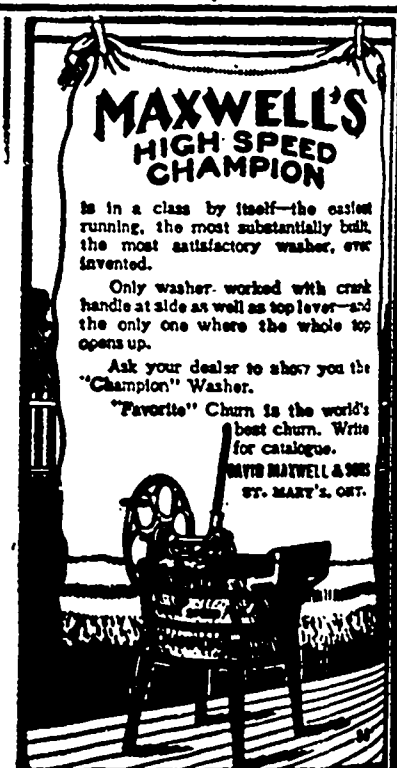 MAXWELL'S
HIGH SPEED
CHAMPION
is in a class by itself—the easiest
running, the most substantially built,
the most satisfactory washer, ever
invented.
Only washer worked with crank
handle at side as well as top lever—and
the only one where the whole top
opens up.
Ask your dealer to show you the
"Champion" Washer.
"Favorite" Churn is the world's
best churn. Write
for catalogue.
DAVID MAXWELL & SONS
ST. MARY'S, ONT.